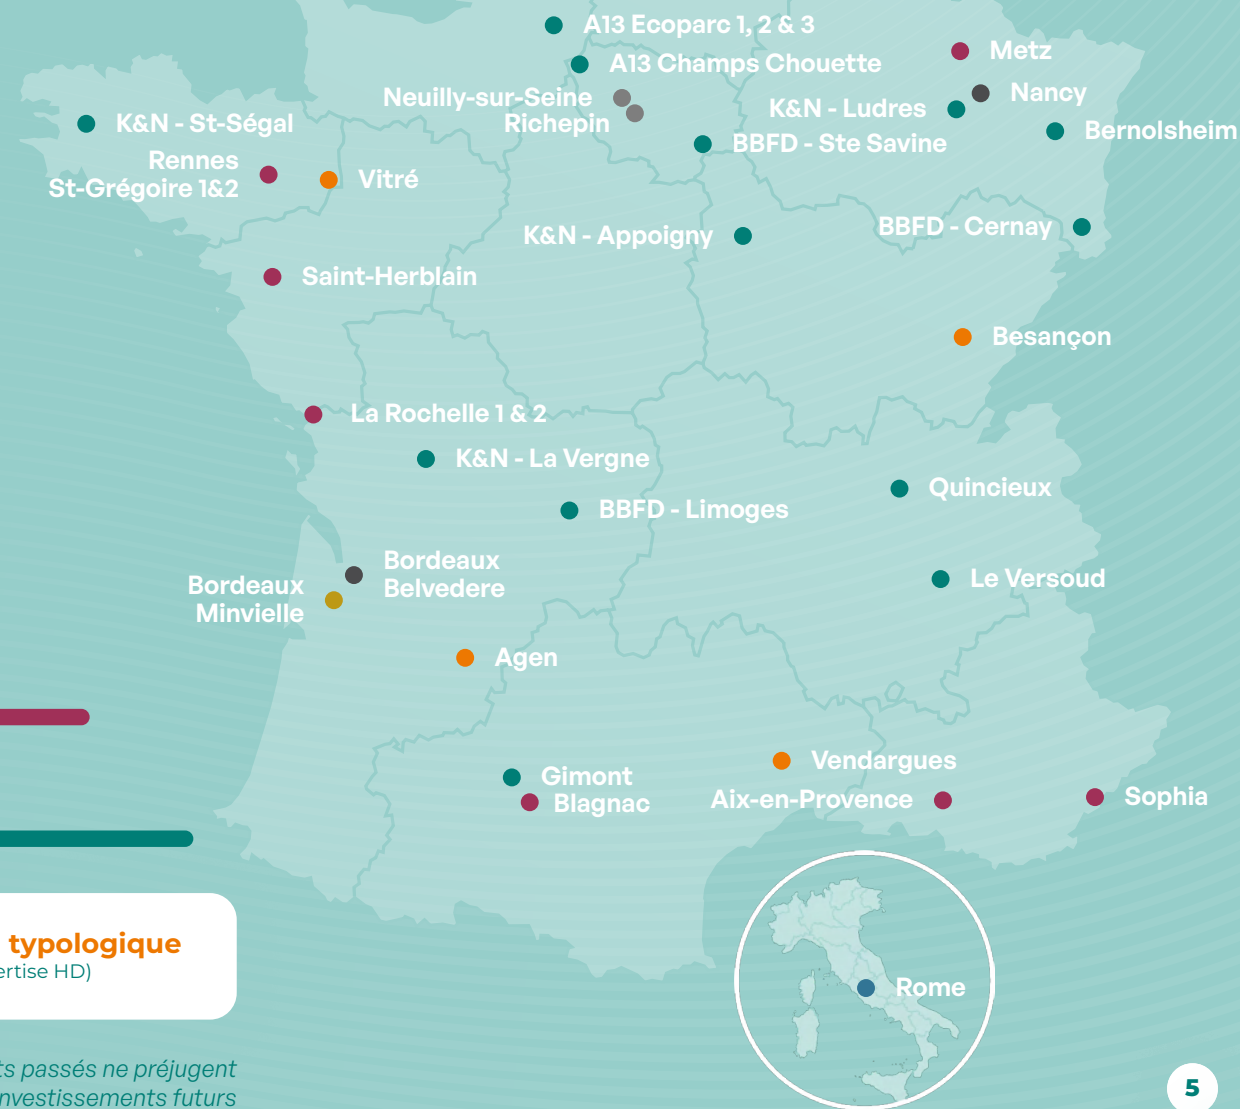 A13 Ecoparc 1, 2 & 3
Metz
A13 Champs Chouette
Nancy
Neuilly-sur-Seine
K&N - Ludres
Richepin
K&N - St-Ségal
Bernolsheim
BBFD - Ste Savine
Rennes
St-Grégoire 1&2
Vitré
BBFD - Cernay
K&N - Appoigny
Saint-Herblain
Besançon
La Rochelle 1 & 2
K&N - La Vergne
Quincieux
BBFD - Limoges
Bordeaux
Belvedere
Le Versoud
Bordeaux
Minvielle
Agen
Vendargues
Gimont
Blagnac
Aix-en-Provence
Sophia
typologique
ertise HD)
Rome
ts passés ne préjugent
nvestissements futurs
5